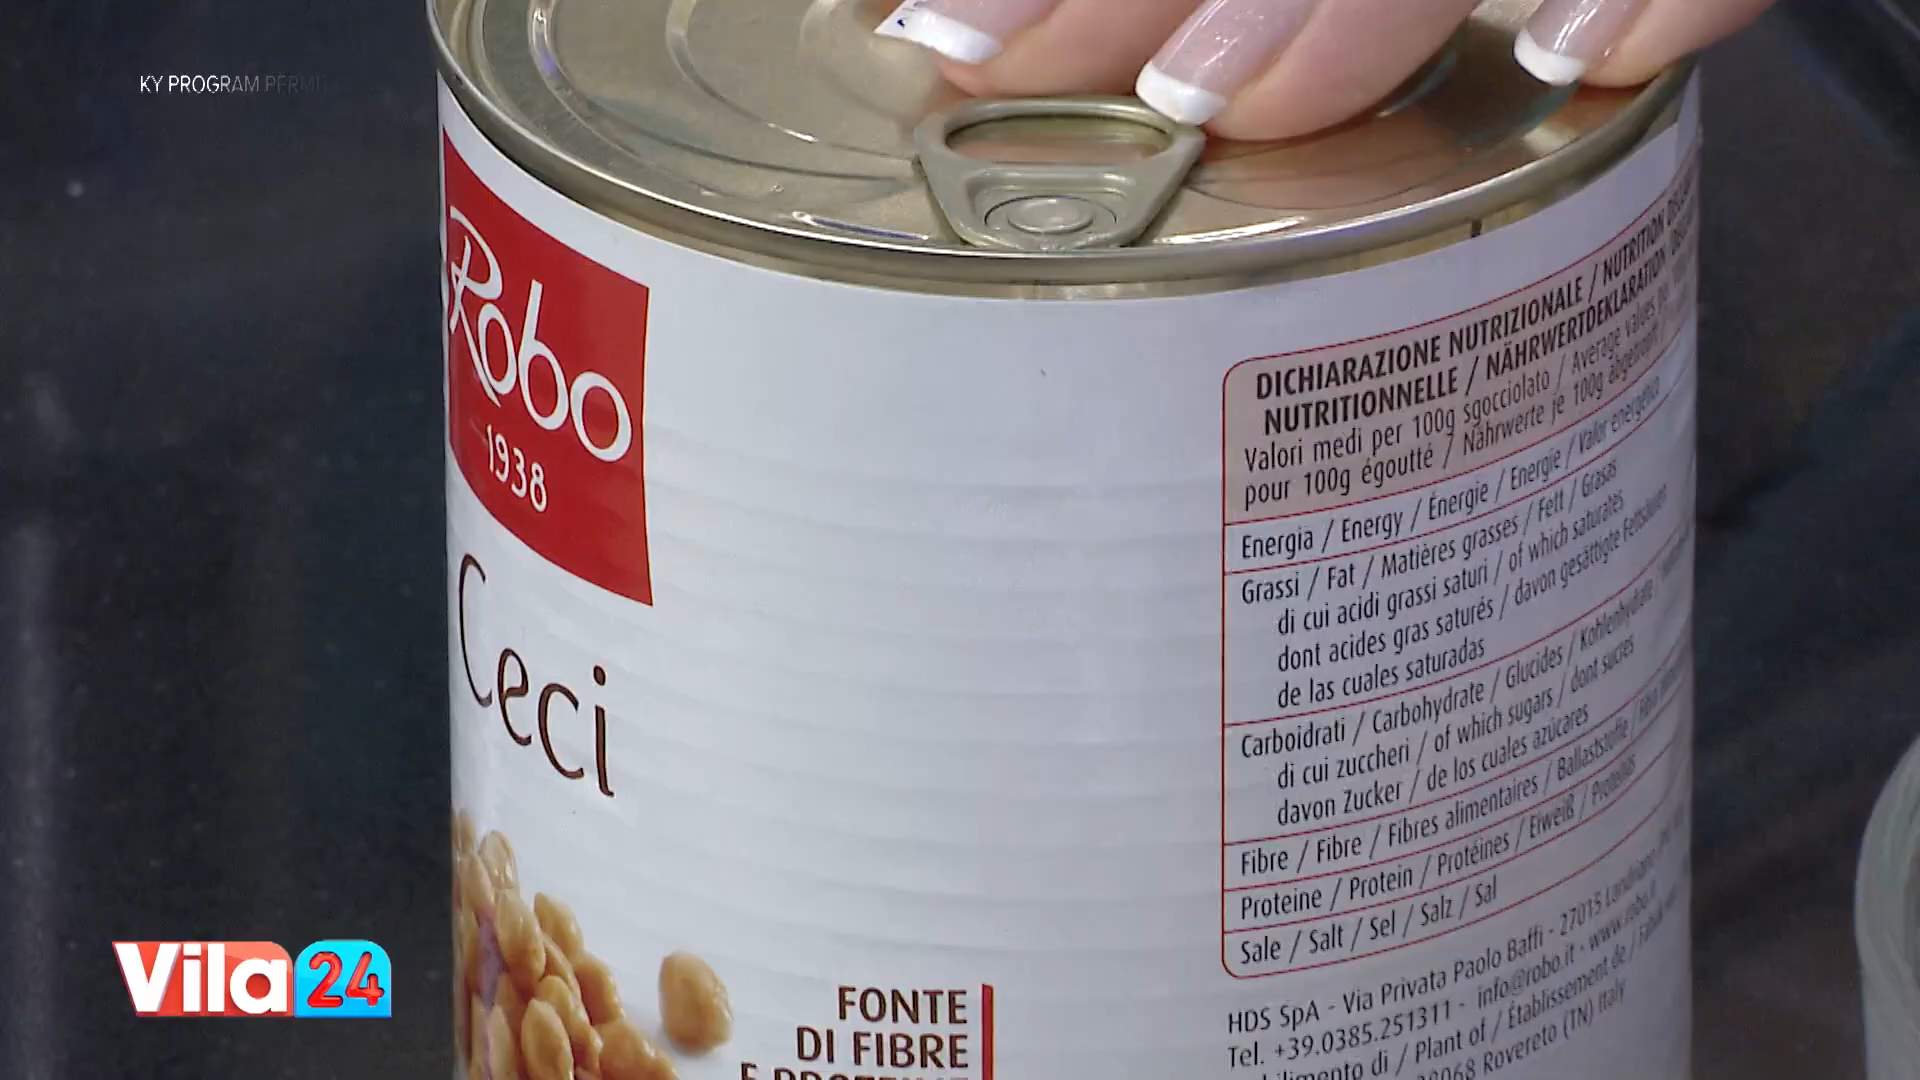 KY PROGRAM PERMB
Robo
1938
Ceci
FONTE
DI FIBRE
DICHIARAZIONE NUTRIZIONALE / NUTRITION
NUTRITIONNELLE / NÄHRWERTDEKLARATION
Valori medi per 100g sgocciolato / Average values
pour 100g égoutté / Nährwerte je 100g abgetropft
Energia / Energy / Énergie / Energie / Valor energético
Grassi / Fat / Matières grasses / Fett / Grasas
di cui acidi grassi saturi / of which saturates
dont acides gras saturés / davon gesättigte Fettsäuren
de las cuales saturadas
Carboidrati / Carbohydrate / Glucides / Kohlenhydrate
di cui zuccheri / of which sugars / dont sucres
davon Zucker / de los cuales azúcares
Fibre / Fibre / Fibres alimentaires / Ballaststoffe
Proteine / Protein / Protéines / Eiweiß / Proteínas
Sale / Salt / Sel / Salz / Sal
HDS SpA - Via Privata Paolo Baffi - 27015 Landriano
Tel. +39.0385.251311 - info@robo.it - www.robo.it
di / Plant of / Établissement de
Rovereto (TN) Italy
Vila 24